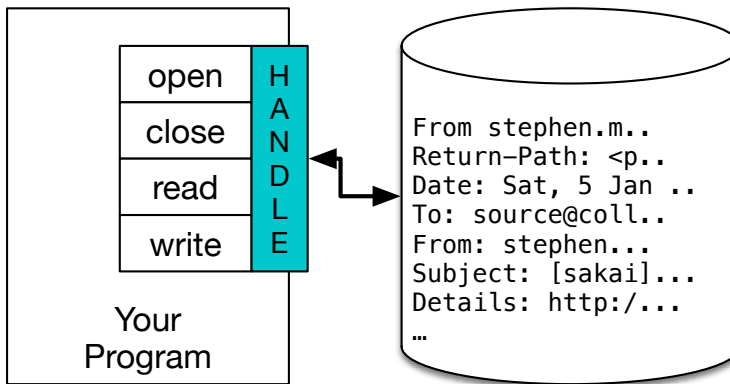 open
close
read
write
HANDLE
Your
Program
From stephen.m..
Return-Path: <p..
Date: Sat, 5 Jan ..
To: source@coll..
From: stephen...
Subject: [sakai]...
Details: http:/...
…